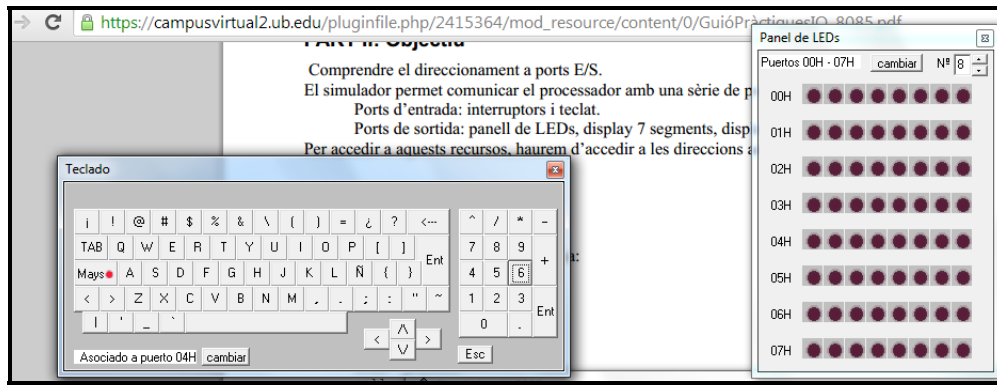 https://campusvirtual2.ub.edu/pluginfile.php/2415364/mod_resource/content/0/GuióPràctiquesIO_8085.pdf
PART II: Objectiu
Comprendre el direccionament a ports E/S.
El simulador permet comunicar el processador amb una sèrie de p
Ports d'entrada: interruptors i teclat.
Ports de sortida: panell de LEDs, display 7 segments, disp
Per accedir a aquests recursos, haurem d'accedir a les direccions a
a:
Teclado
¡ ! @ # $ % & \ ( ) = ¿ ? <---
TAB Q W E R T Y U I O P [ ] Ent
Mays A S D F G H J K L Ñ { }
< > Z X C V B N M , . ; : " ~
| ' _ `
< /\ \/ >
^ / * -
7 8 9 +
4 5 6
1 2 3 Ent
0 .
Esc
Asociado a puerto 04H cambiar
Panel de LEDs
Puertos 00H - 07H cambiar Nº 8
00H
01H
02H
03H
04H
05H
06H
07H